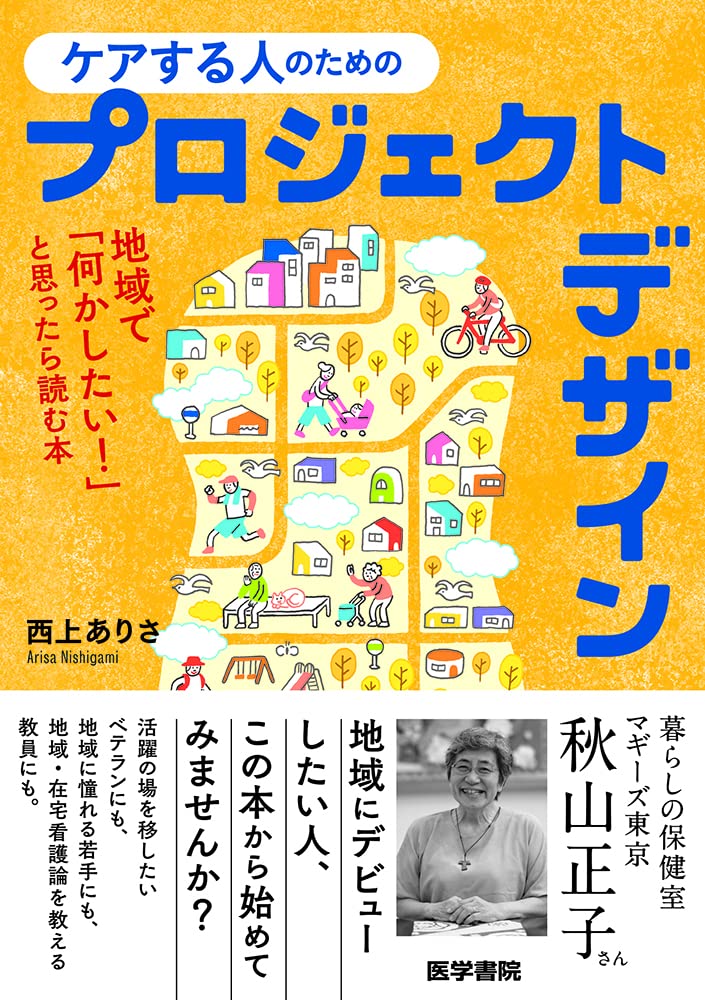 ケアする人のための
プロジェクト
デザイン
地域で
「何かしたい！」
と思ったら読む本
西上ありさ
Arisa Nishigami
暮らしの保健室
マギーズ東京
秋山正子さん
地域にデビュー
したい人、
この本から始めて
みませんか？
活躍の場を移したい
ベテランにも、
地域に憧れる若手にも、
地域・在宅看護論を教える
教員にも。
医学書院